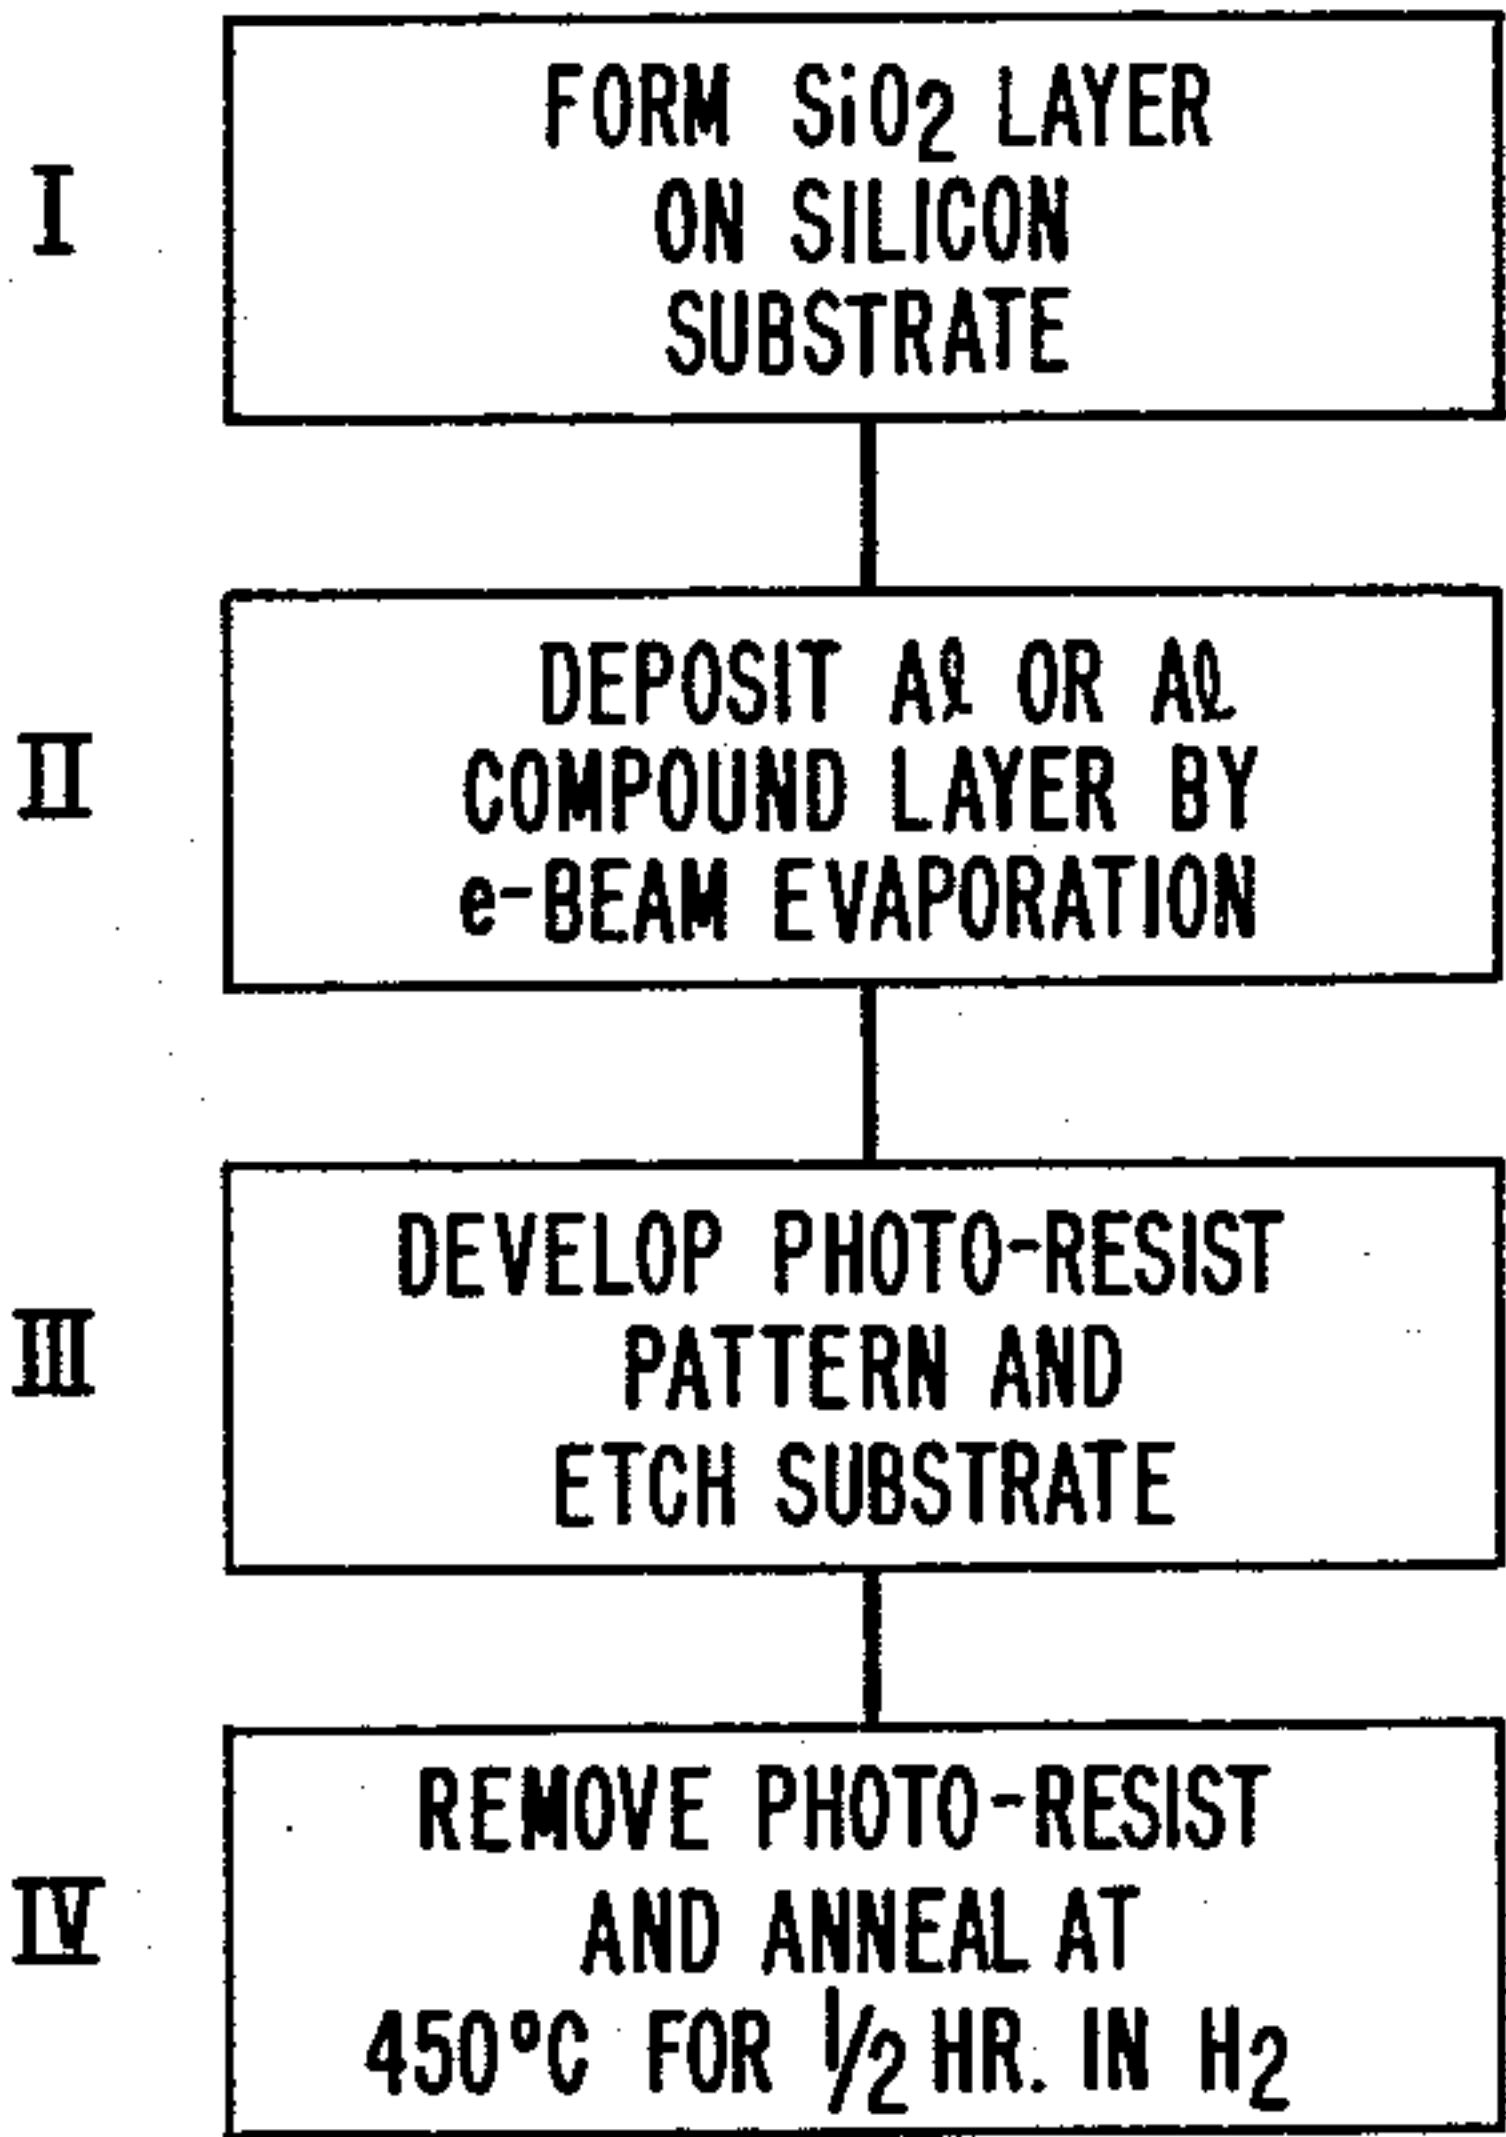 I
FORM SiO2 LAYER
ON SILICON
SUBSTRATE
II
DEPOSIT Aℓ OR Aℓ
COMPOUND LAYER BY
e-BEAM EVAPORATION
III
DEVELOP PHOTO-RESIST
PATTERN AND
ETCH SUBSTRATE
IV
REMOVE PHOTO-RESIST
AND ANNEAL AT
450°C FOR 1/2 HR. IN H2